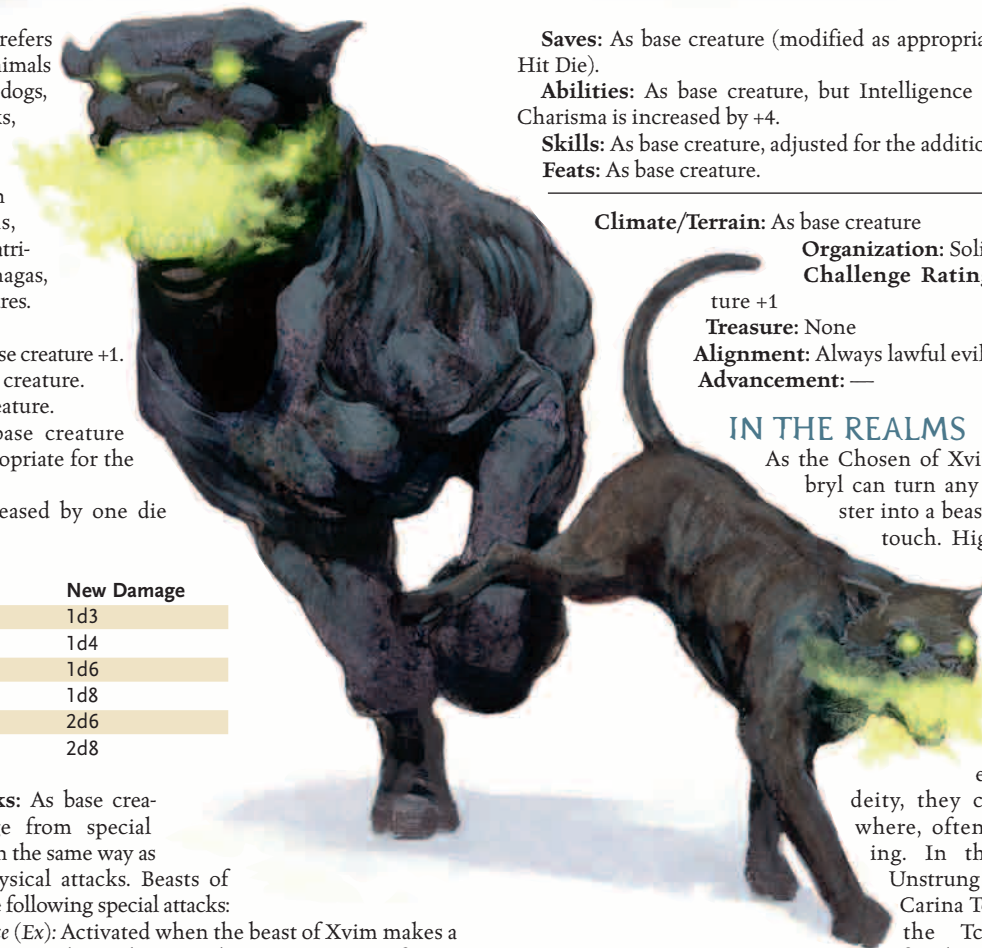 refers
imals
dogs,
ks,
n
s,
tri-
nagas,
res.
se creature +1.
creature.
eature.
base creature
opriate for the
eased by one die
New Damage
1d3
1d4
1d6
1d8
2d6
2d8
ks: As base crea-
ge from special
n the same way as
ysical attacks. Beasts of
e following special attacks:
e (Ex): Activated when the beast of Xvim makes a
Saves: As base creature (modified as appropria
Hit Die).
Abilities: As base creature, but Intelligence
Charisma is increased by +4.
Skills: As base creature, adjusted for the additio
Feats: As base creature.
Climate/Terrain: As base creature
Organization: Soli
Challenge Rating
ture +1
Treasure: None
Alignment: Always lawful evil
Advancement: —
IN THE REALMS
As the Chosen of Xvi
bryl can turn any
ster into a beas
touch. Hig
e
deity, they c
where, often
ing. In th
Unstrung
Carina T
the Tc